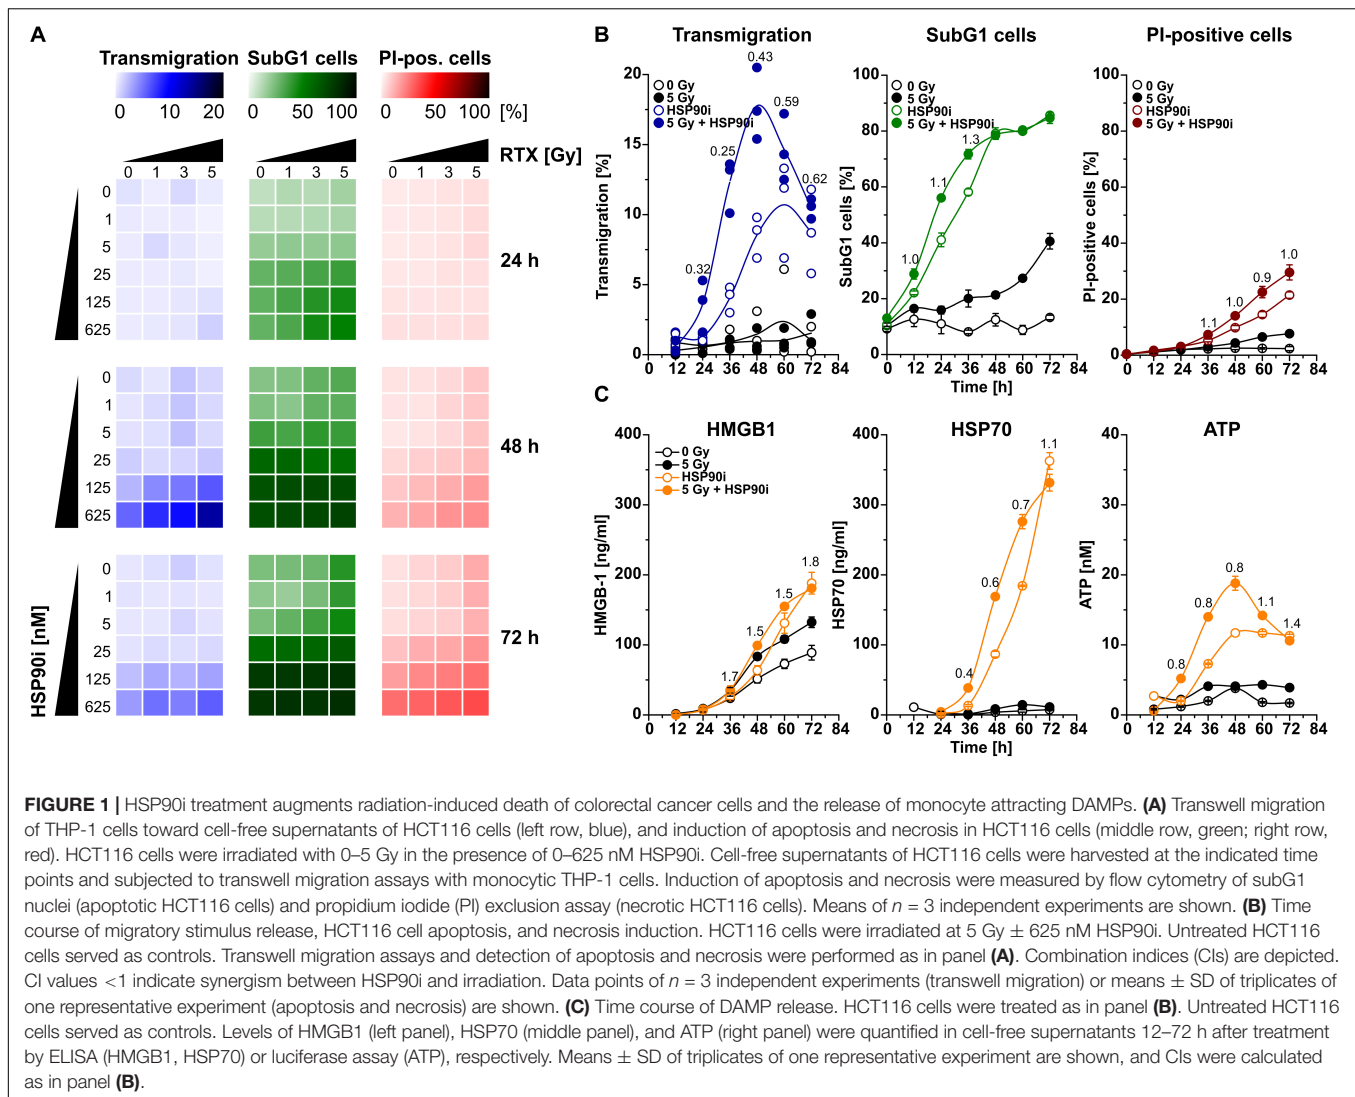 A
Transmigration SubG1 cells PI-pos. cells
0 10 20 0 50 100 0 50 100 [%]
RTX [Gy]
0 1 3 5 0 1 3 5 0 1 3 5
0
1
5
25
125
625
24 h
0
1
5
25
125
625
48 h
0
1
5
25
125
625
72 h
HSP90i [nM]
B
Transmigration
Transmigration [%]
20
15
10
5
0
0 Gy
5 Gy
HSP90i
5 Gy + HSP90i
0.32
0.25
0.43
0.59
0.62
0 12 24 36 48 60 72 84
SubG1 cells
SubG1 cells [%]
100
80
60
40
20
0
0 Gy
5 Gy
HSP90i
5 Gy + HSP90i
1.0
1.1
1.3
0 12 24 36 48 60 72 84
Time [h]
PI-positive cells
PI-positive cells [%]
100
80
60
40
20
0
0 Gy
5 Gy
HSP90i
5 Gy + HSP90i
1.1
1.0
0.9
1.0
0 12 24 36 48 60 72 84
C
HMGB1
HMGB-1 [ng/ml]
400
300
200
100
0
0 Gy
5 Gy
HSP90i
5 Gy + HSP90i
1.7
1.5
1.5
1.8
0 12 24 36 48 60 72 84
HSP70
HSP70 [ng/ml]
400
300
200
100
0
0.4
0.6
0.7
1.1
0 12 24 36 48 60 72 84
Time [h]
ATP
ATP [nM]
40
30
20
10
0
0.8
0.8
0.8
1.1
1.4
0 12 24 36 48 60 72 84
FIGURE 1 | HSP90i treatment augments radiation-induced death of colorectal cancer cells and the release of monocyte attracting DAMPs. (A) Transwell migration
of THP-1 cells toward cell-free supernatants of HCT116 cells (left row, blue), and induction of apoptosis and necrosis in HCT116 cells (middle row, green; right row,
red). HCT116 cells were irradiated with 0–5 Gy in the presence of 0–625 nM HSP90i. Cell-free supernatants of HCT116 cells were harvested at the indicated time
points and subjected to transwell migration assays with monocytic THP-1 cells. Induction of apoptosis and necrosis were measured by flow cytometry of subG1
nuclei (apoptotic HCT116 cells) and propidium iodide (PI) exclusion assay (necrotic HCT116 cells). Means of n = 3 independent experiments are shown. (B) Time
course of migratory stimulus release, HCT116 cell apoptosis, and necrosis induction. HCT116 cells were irradiated at 5 Gy ± 625 nM HSP90i. Untreated HCT116
cells served as controls. Transwell migration assays and detection of apoptosis and necrosis were performed as in panel (A). Combination indices (CIs) are depicted.
CI values <1 indicate synergism between HSP90i and irradiation. Data points of n = 3 independent experiments (transwell migration) or means ± SD of triplicates of
one representative experiment (apoptosis and necrosis) are shown. (C) Time course of DAMP release. HCT116 cells were treated as in panel (B). Untreated HCT116
cells served as controls. Levels of HMGB1 (left panel), HSP70 (middle panel), and ATP (right panel) were quantified in cell-free supernatants 12–72 h after treatment
by ELISA (HMGB1, HSP70) or luciferase assay (ATP), respectively. Means ± SD of triplicates of one representative experiment are shown, and CIs were calculated
as in panel (B).